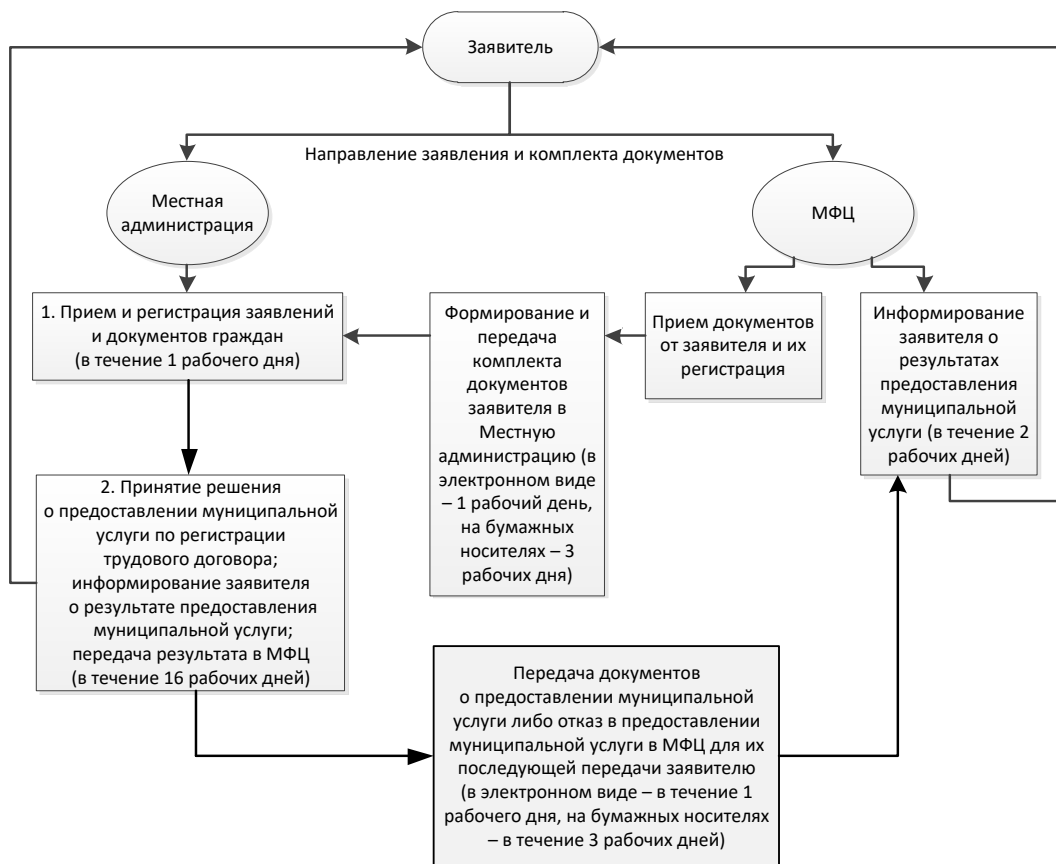 Заявитель
Направление заявления и комплекта документов
Местная
администрация
МФЦ
1. Прием и регистрация заявлений
и документов граждан
(в течение 1 рабочего дня)
Формирование и
передача
комплекта
документов
заявителя в
Местную
администрацию (в
электронном виде
– 1 рабочий день,
на бумажных
носителях – 3
рабочих дня)
Прием документов
от заявителя и их
регистрация
Информирование
заявителя о
результатах
предоставления
муниципальной
услуги (в течение 2
рабочих дней)
2. Принятие решения
о предоставлении муниципальной
услуги по регистрации
трудового договора;
информирование заявителя
о результате предоставления
муниципальной услуги;
передача результата в МФЦ
(в течение 16 рабочих дней)
Передача документов
о предоставлении муниципальной
услуги либо отказ в предоставлении
муниципальной услуги в МФЦ для их
последующей передачи заявителю
(в электронном виде – в течение 1
рабочего дня, на бумажных носителях
– в течение 3 рабочих дней)